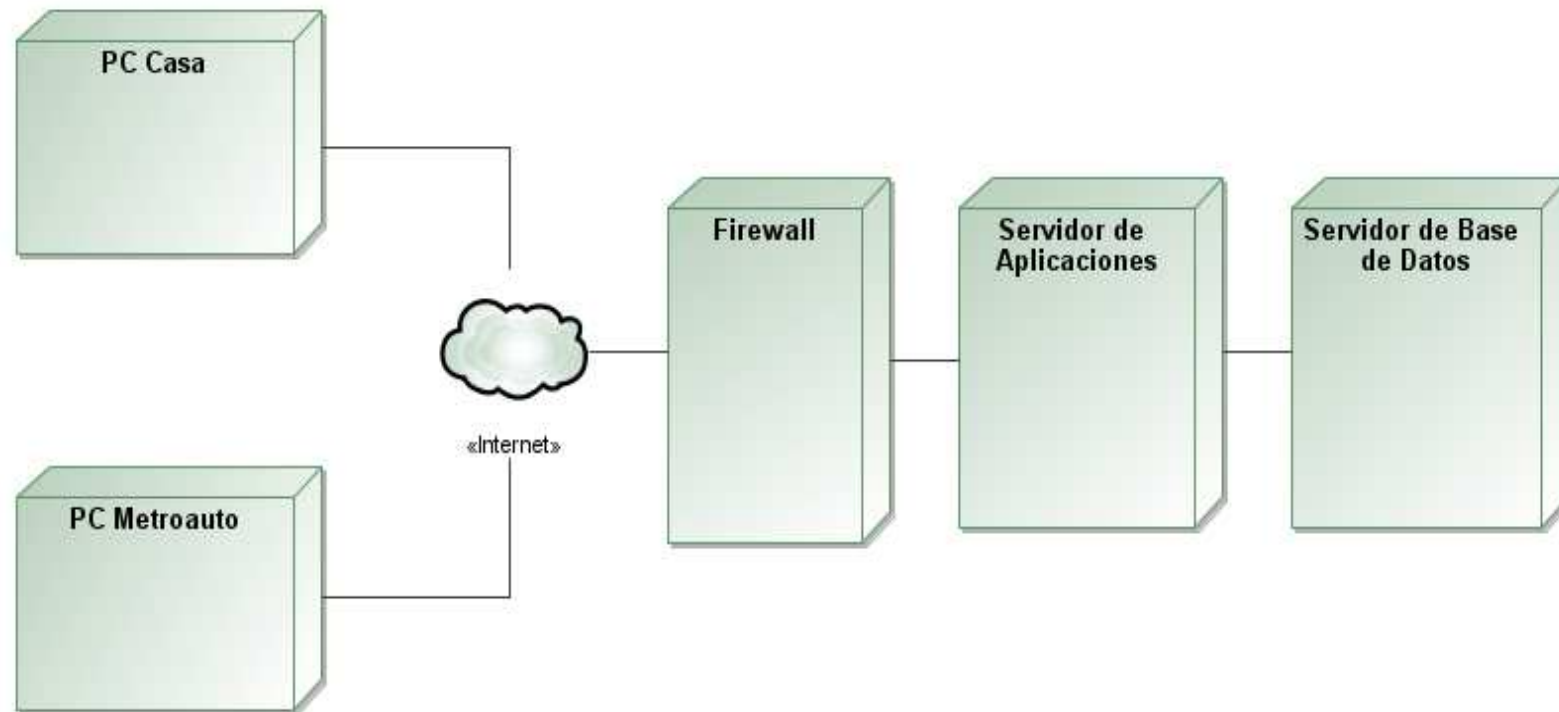 PC Casa
Firewall
Servidor de
Aplicaciones
Servidor de Base
de Datos
«Internet»
PC Metroauto